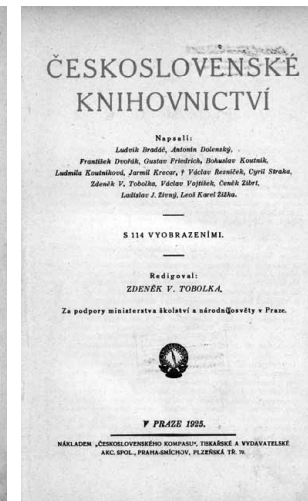 ČESKOSLOVENSKÉ
KNIHOVNICTVÍ
Napsali:
Ludvík Bradáč, Antonín Dolenský,
František Dvořák, Gustav Friedrich, Bohuslav Koutník,
Ludmila Koutníková, Jarmil Krecar, † Václav Řezníček, Cyril Straka,
Zdeněk V. Tobolka, Václav Vojtíšek, Čeněk Zíbrt,
Ladislav J. Živný, Leoš Karel Žižka.
S 114 VYOBRAZENÍMI.
Redigoval:
ZDENĚK V. TOBOLKA.
Za podpory ministerstva školství a národní osvěty v Praze.
V PRAZE 1925.
NÁKLADEM „ČESKOSLOVENSKÉHO KOMPASU“, TISKAŘSKÉ A VYDAVATELSKÉ
AKC. SPOL., PRAHA-SMÍCHOV, PLZEŇSKÁ TŘ. 70.